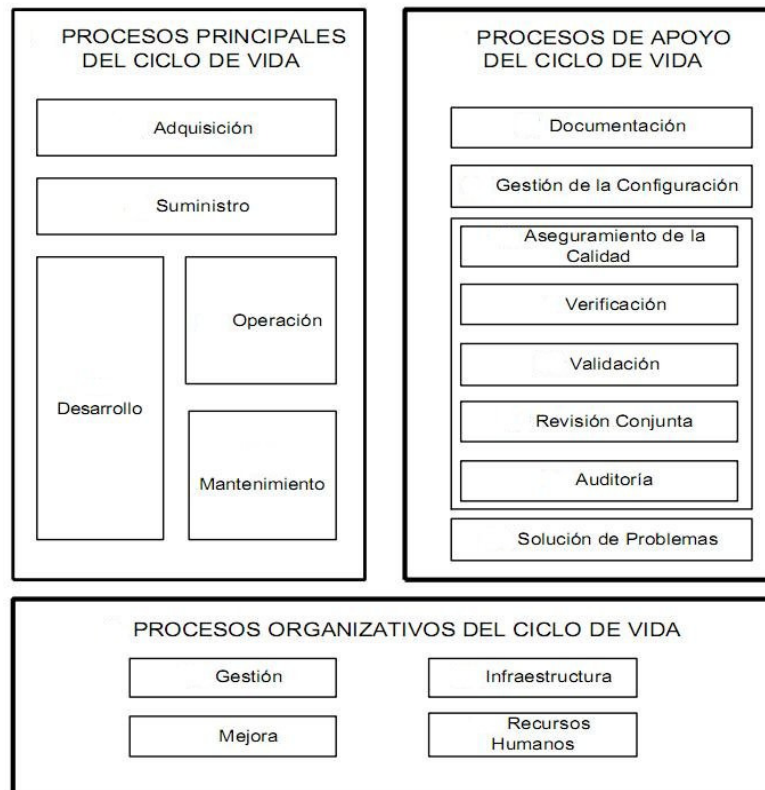 PROCESOS PRINCIPALES
DEL CICLO DE VIDA
Adquisición
Suministro
Desarrollo
Operación
Mantenimiento
PROCESOS DE APOYO
DEL CICLO DE VIDA
Documentación
Gestión de la Configuración
Aseguramiento de la
Calidad
Verificación
Validación
Revisión Conjunta
Auditoría
Solución de Problemas
PROCESOS ORGANIZATIVOS DEL CICLO DE VIDA
Gestión
Infraestructura
Mejora
Recursos
Humanos